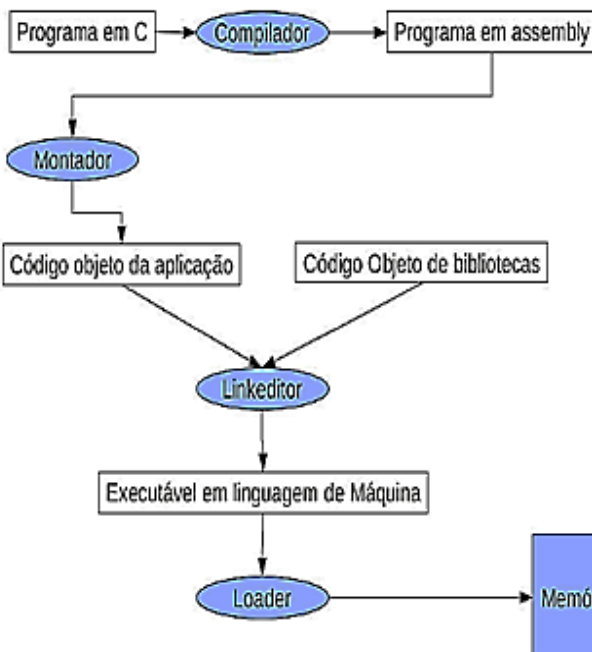 Programa em C
Compilador
Programa em assembly
Montador
Código objeto da aplicação
Código Objeto de bibliotecas
Linkeditor
Executável em linguagem de Máquina
Loader
Memó